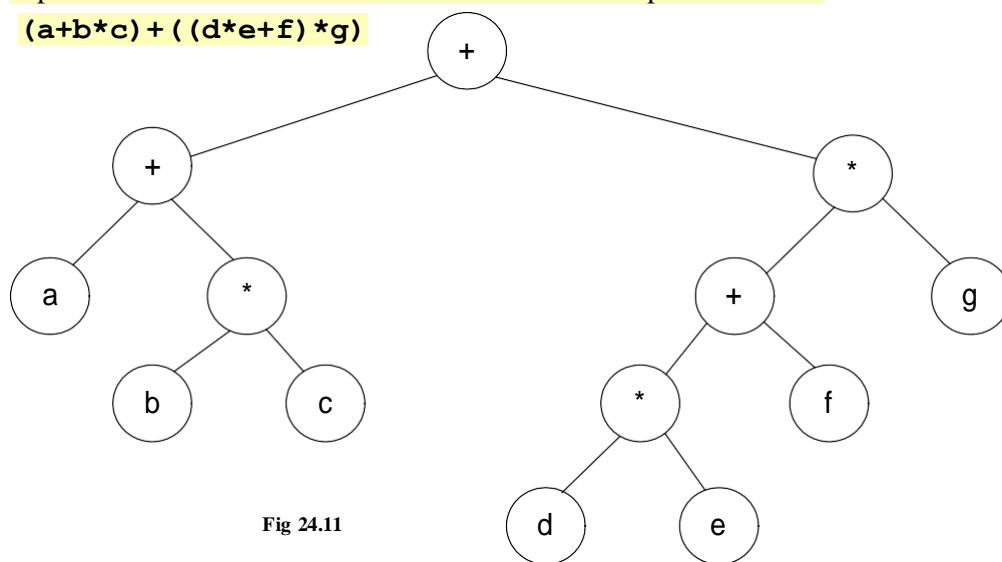 (a+b*c)+((d*e+f)*g)
+
+
*
a
*
+
g
b
c
*
f
d
e
Fig 24.11